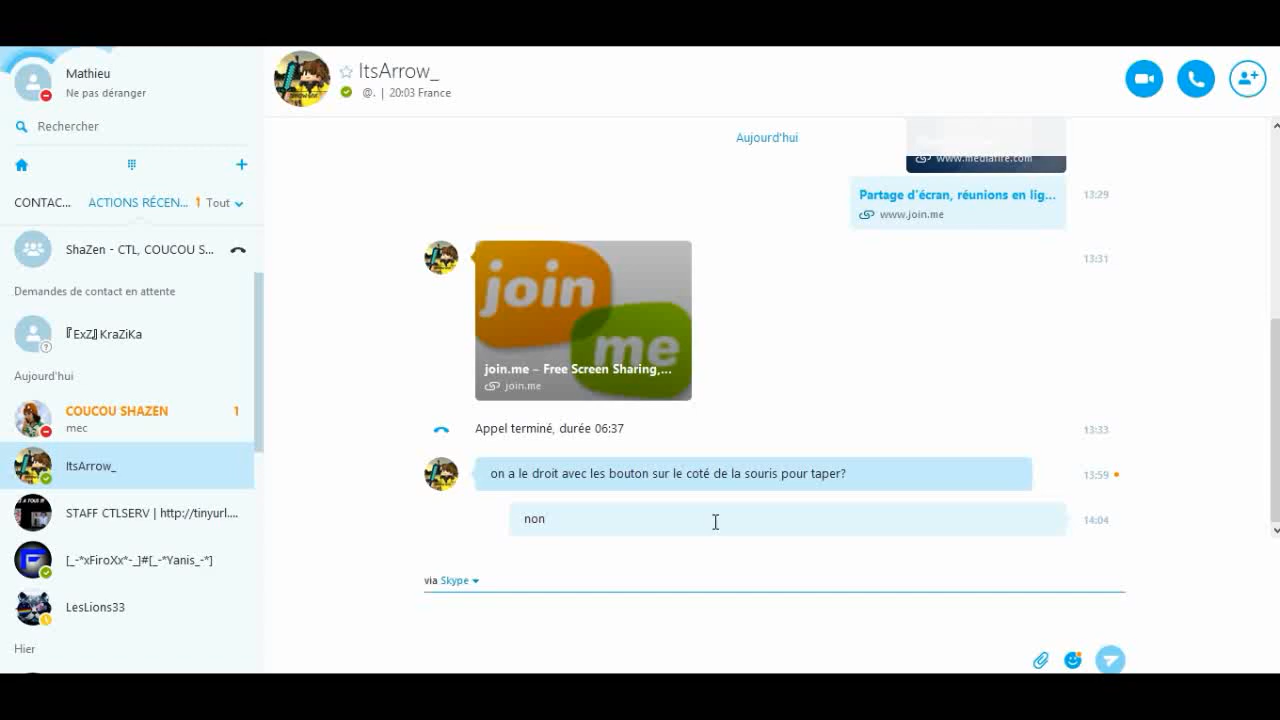 Mathieu
Ne pas déranger
Rechercher
CONTAC...
ACTIONS RÉCEN... 1
Tout
ShaZen - CTL, COUCOU S...
Demandes de contact en attente
『ExZ』KraZiKa
Aujourd'hui
COUCOU SHAZEN 1
mec
ItsArrow_
STAFF CTLSERV | http://tinyurl....
[_-*xFiroXx*-_]#[_-*Yanis_-*]
LesLions33
Hier
ItsArrow_
@. | 20:03 France
Aujourd'hui
www.mediafire.com
Partage d'écran, réunions en lig... 13:29
www.join.me
13:31
join
me
join.me – Free Screen Sharing,...
join.me
Appel terminé, durée 06:37 13:33
on a le droit avec les bouton sur le coté de la souris pour taper? 13:59
non 14:04
via Skype